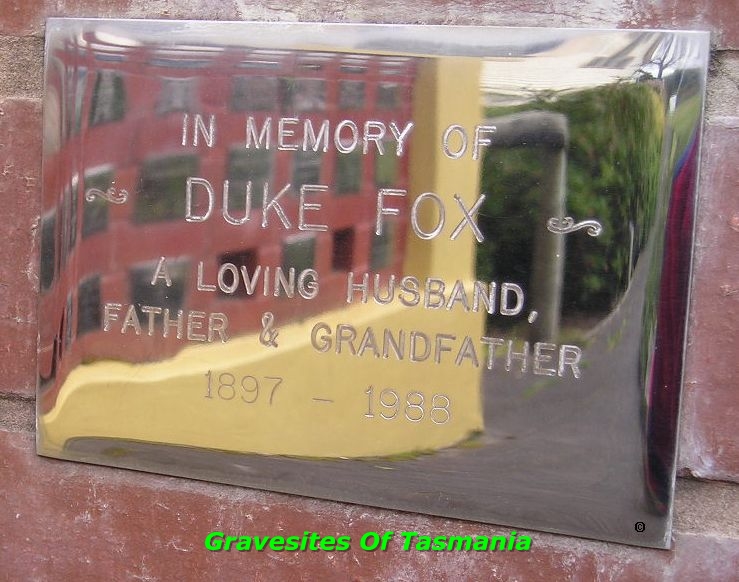 IN MEMORY OF
DUKE FOX
A LOVING HUSBAND,
FATHER & GRANDFATHER
1897 - 1988
©
Gravesites Of Tasmania